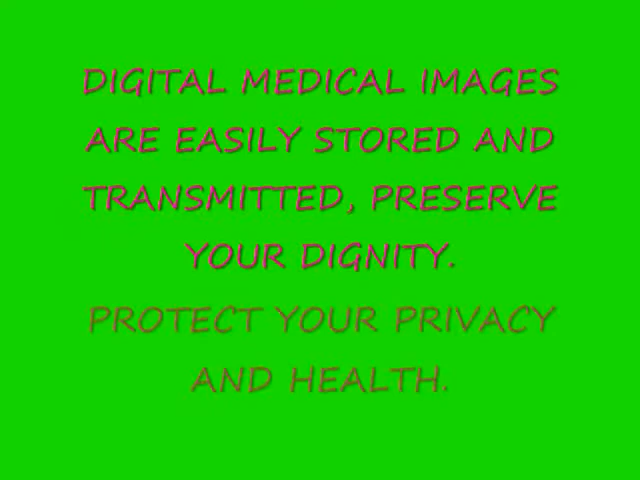 DIGITAL MEDICAL IMAGES
ARE EASILY STORED AND
TRANSMITTED, PRESERVE
YOUR DIGNITY.
PROTECT YOUR PRIVACY
AND HEALTH.